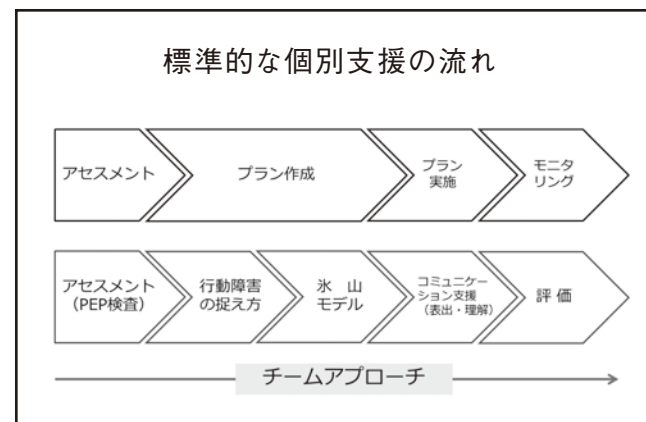 標準的な個別支援の流れ
アセスメント
プラン作成
プラン
実施
モニタ
リング
アセスメント
(PEP検査)
行動障害
の捉え方
氷 山
モデル
コミュニケー
ション支援
(表出・理解)
評 価
チームアプローチ